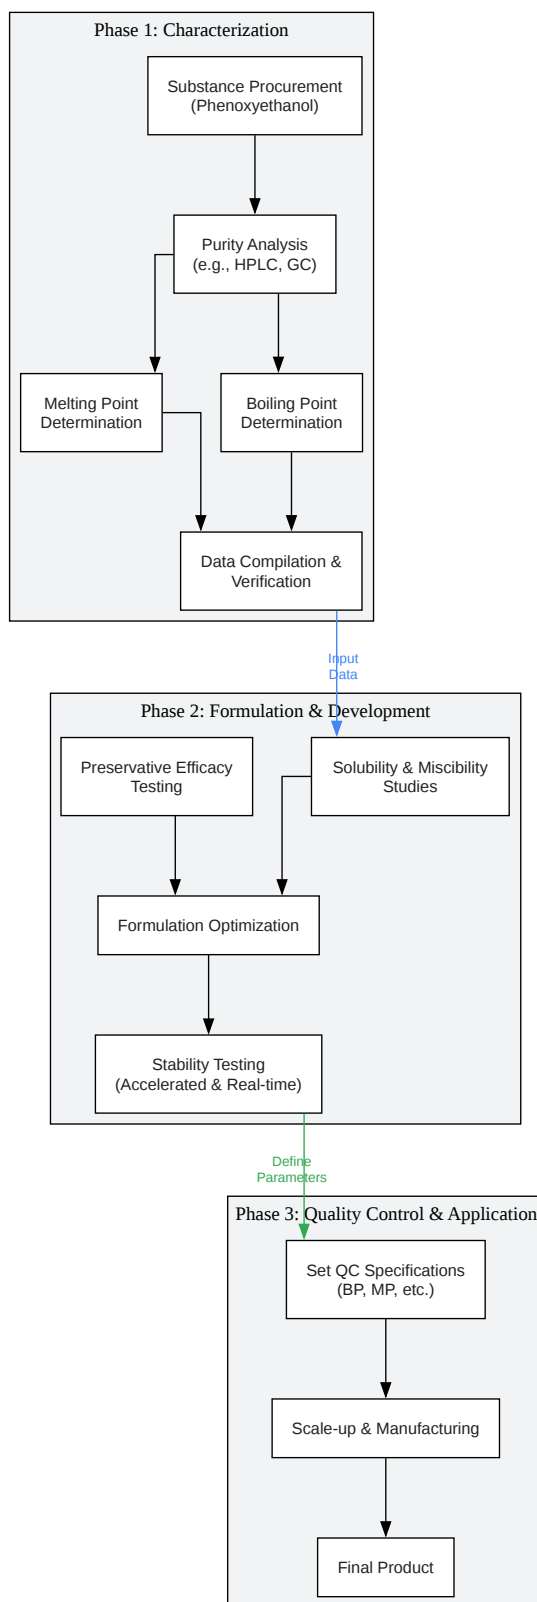 Phase 1: Characterization
Substance Procurement
(Phenoxyethanol)
Purity Analysis
(e.g., HPLC, GC)
Melting Point
Determination
Boiling Point
Determination
Data Compilation &
Verification
Input
Data
Phase 2: Formulation & Development
Preservative Efficacy
Testing
Solubility & Miscibility
Studies
Formulation Optimization
Stability Testing
(Accelerated & Real-time)
Define
Parameters
Phase 3: Quality Control & Application
Set QC Specifications
(BP, MP, etc.)
Scale-up & Manufacturing
Final Product